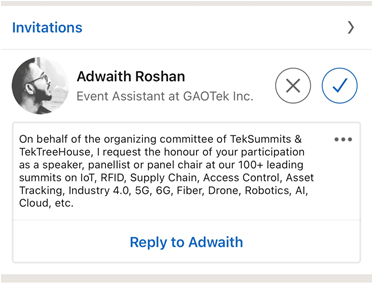 Invitations
Adwaith Roshan
Event Assistant at GAOTek Inc.
On behalf of the organizing committee of TekSummits &
TekTreeHouse, I request the honour of your participation
as a speaker, panellist or panel chair at our 100+ leading
summits on IoT, RFID, Supply Chain, Access Control, Asset
Tracking, Industry 4.0, 5G, 6G, Fiber, Drone, Robotics, AI,
Cloud, etc.
Reply to Adwaith